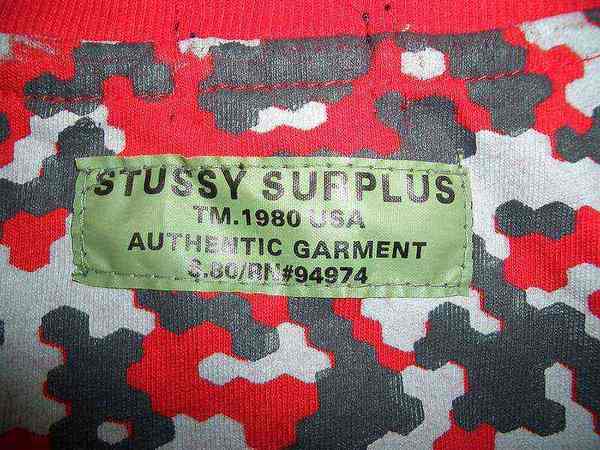 STUSSY SURPLUS
TM.1980 USA
AUTHENTIC GARMENT
S.80/RN#94974